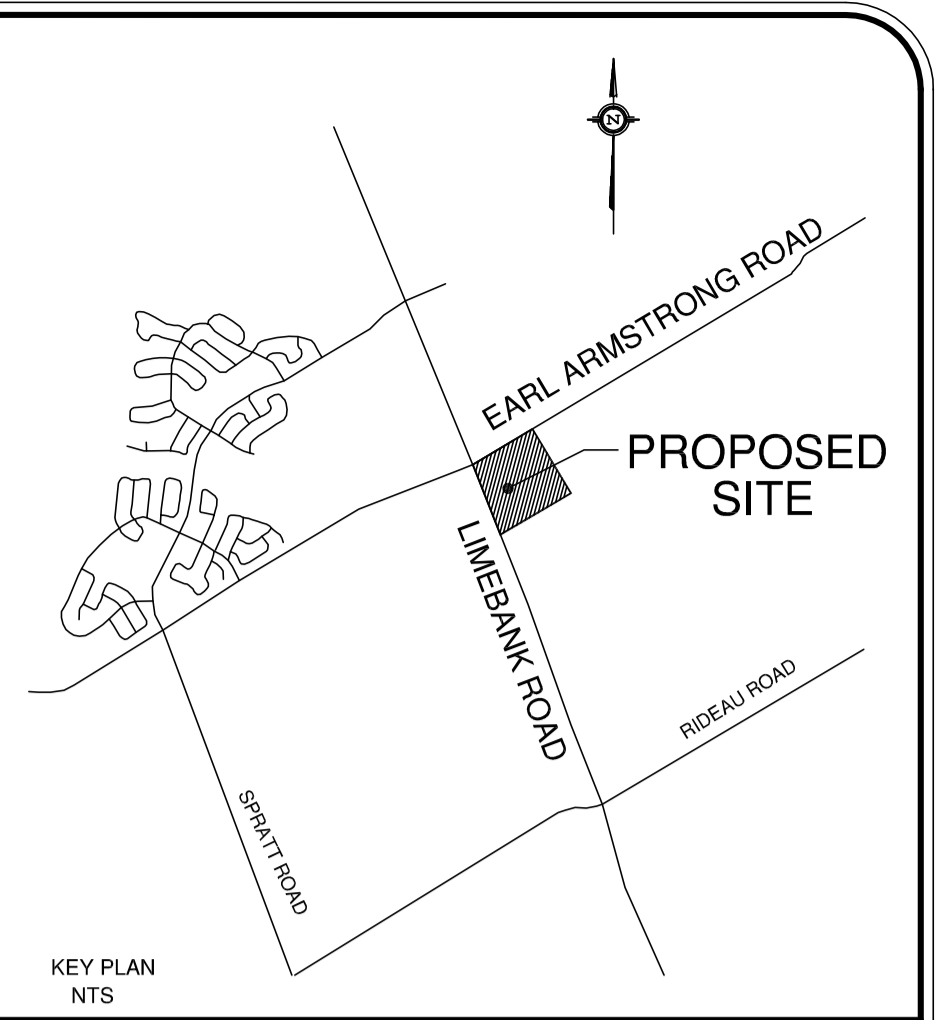 N
EARL ARMSTRONG ROAD
PROPOSED
SITE
LIMEBANK ROAD
RIDEAU ROAD
SPRATT ROAD
KEY PLAN
NTS